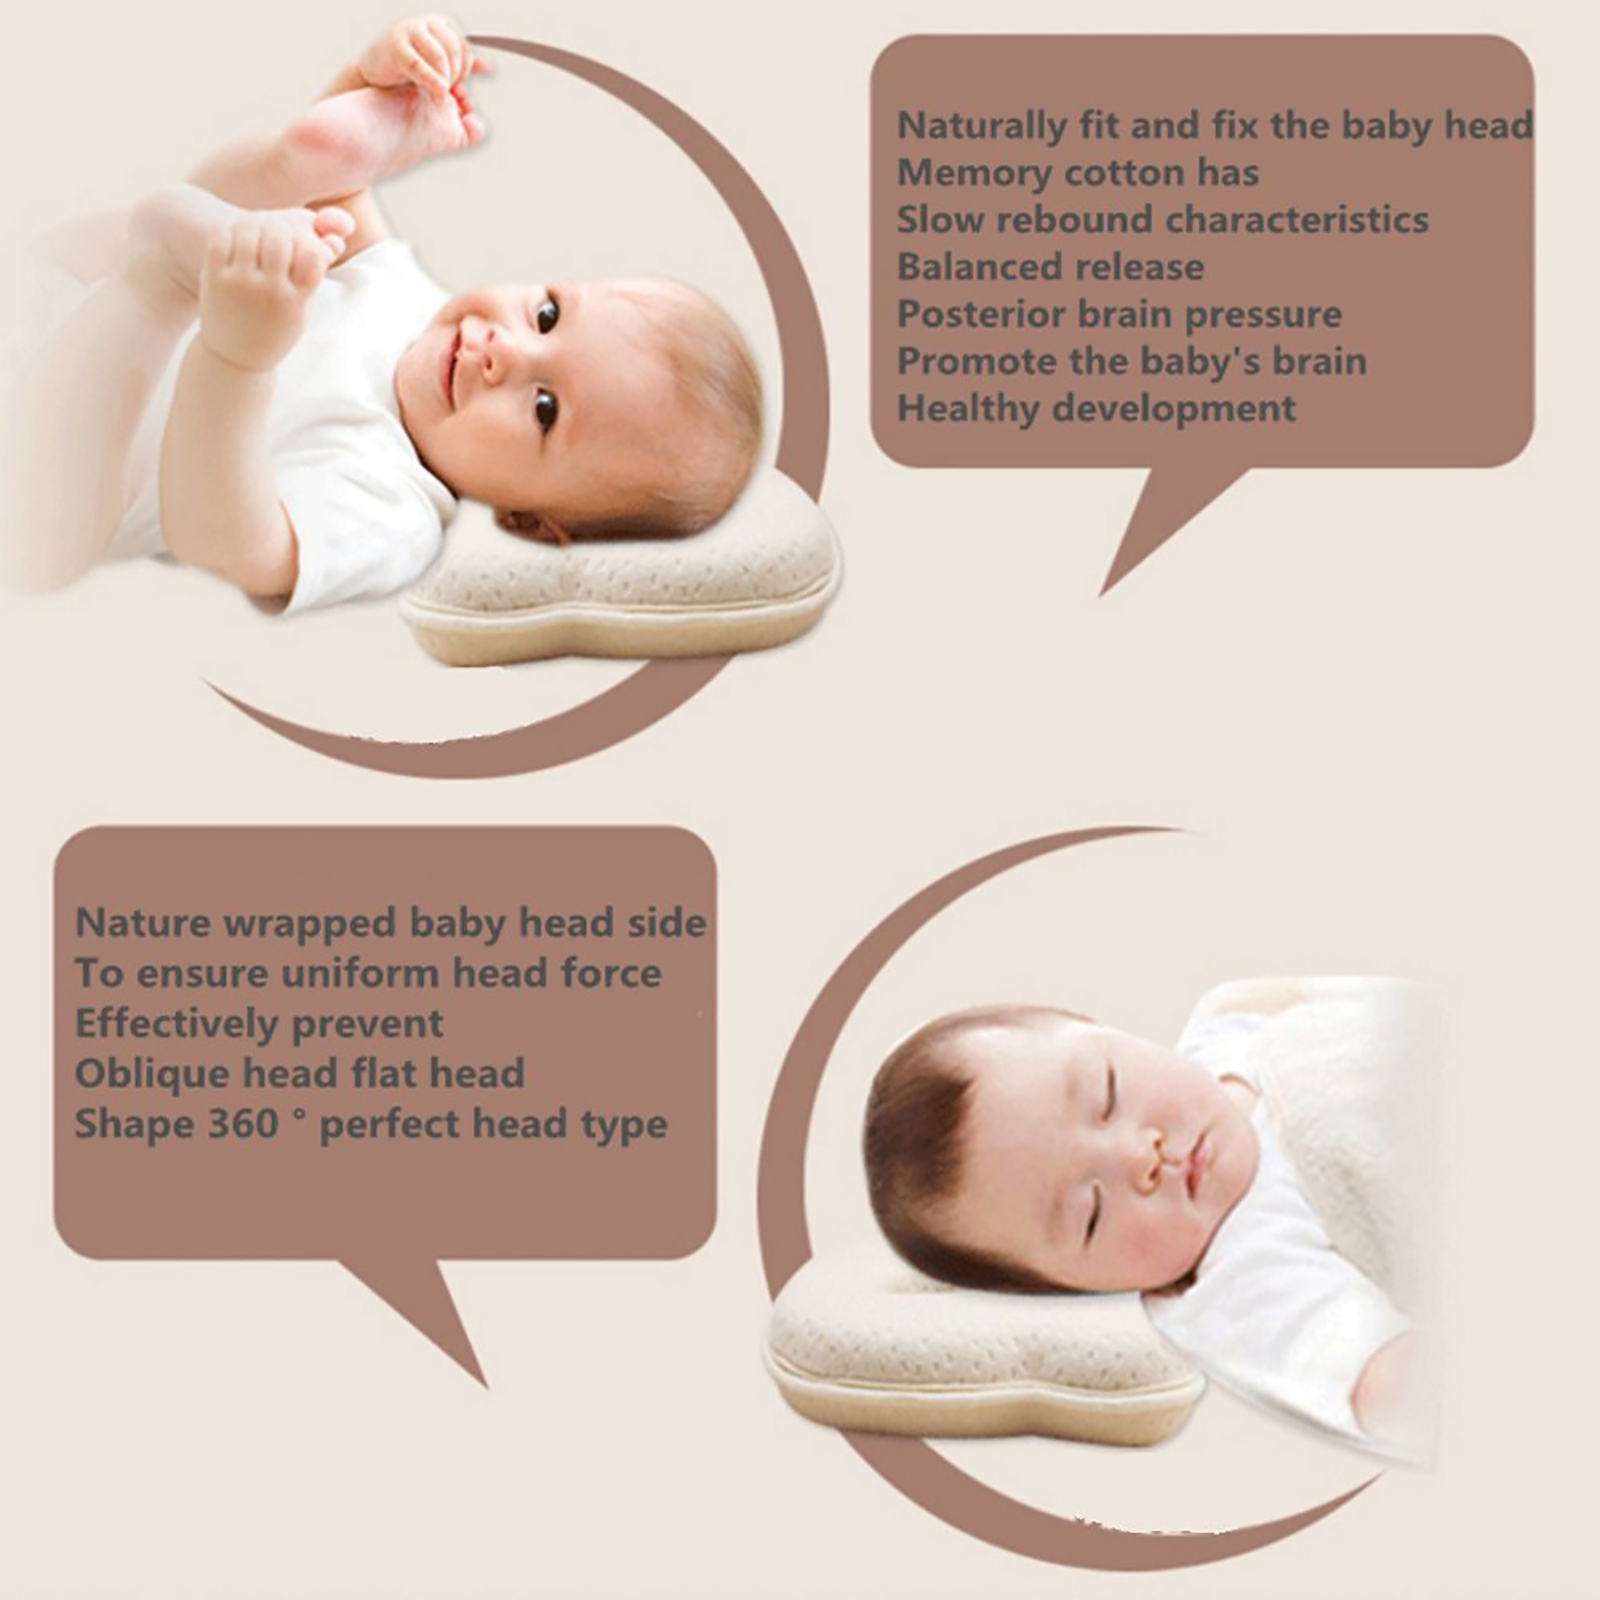 Naturally fit and fix the baby head
Memory cotton has
Slow rebound characteristics
Balanced release
Posterior brain pressure
Promote the baby's brain
Healthy development
Nature wrapped baby head side
To ensure uniform head force
Effectively prevent
Oblique head flat head
Shape 360 ° perfect head type